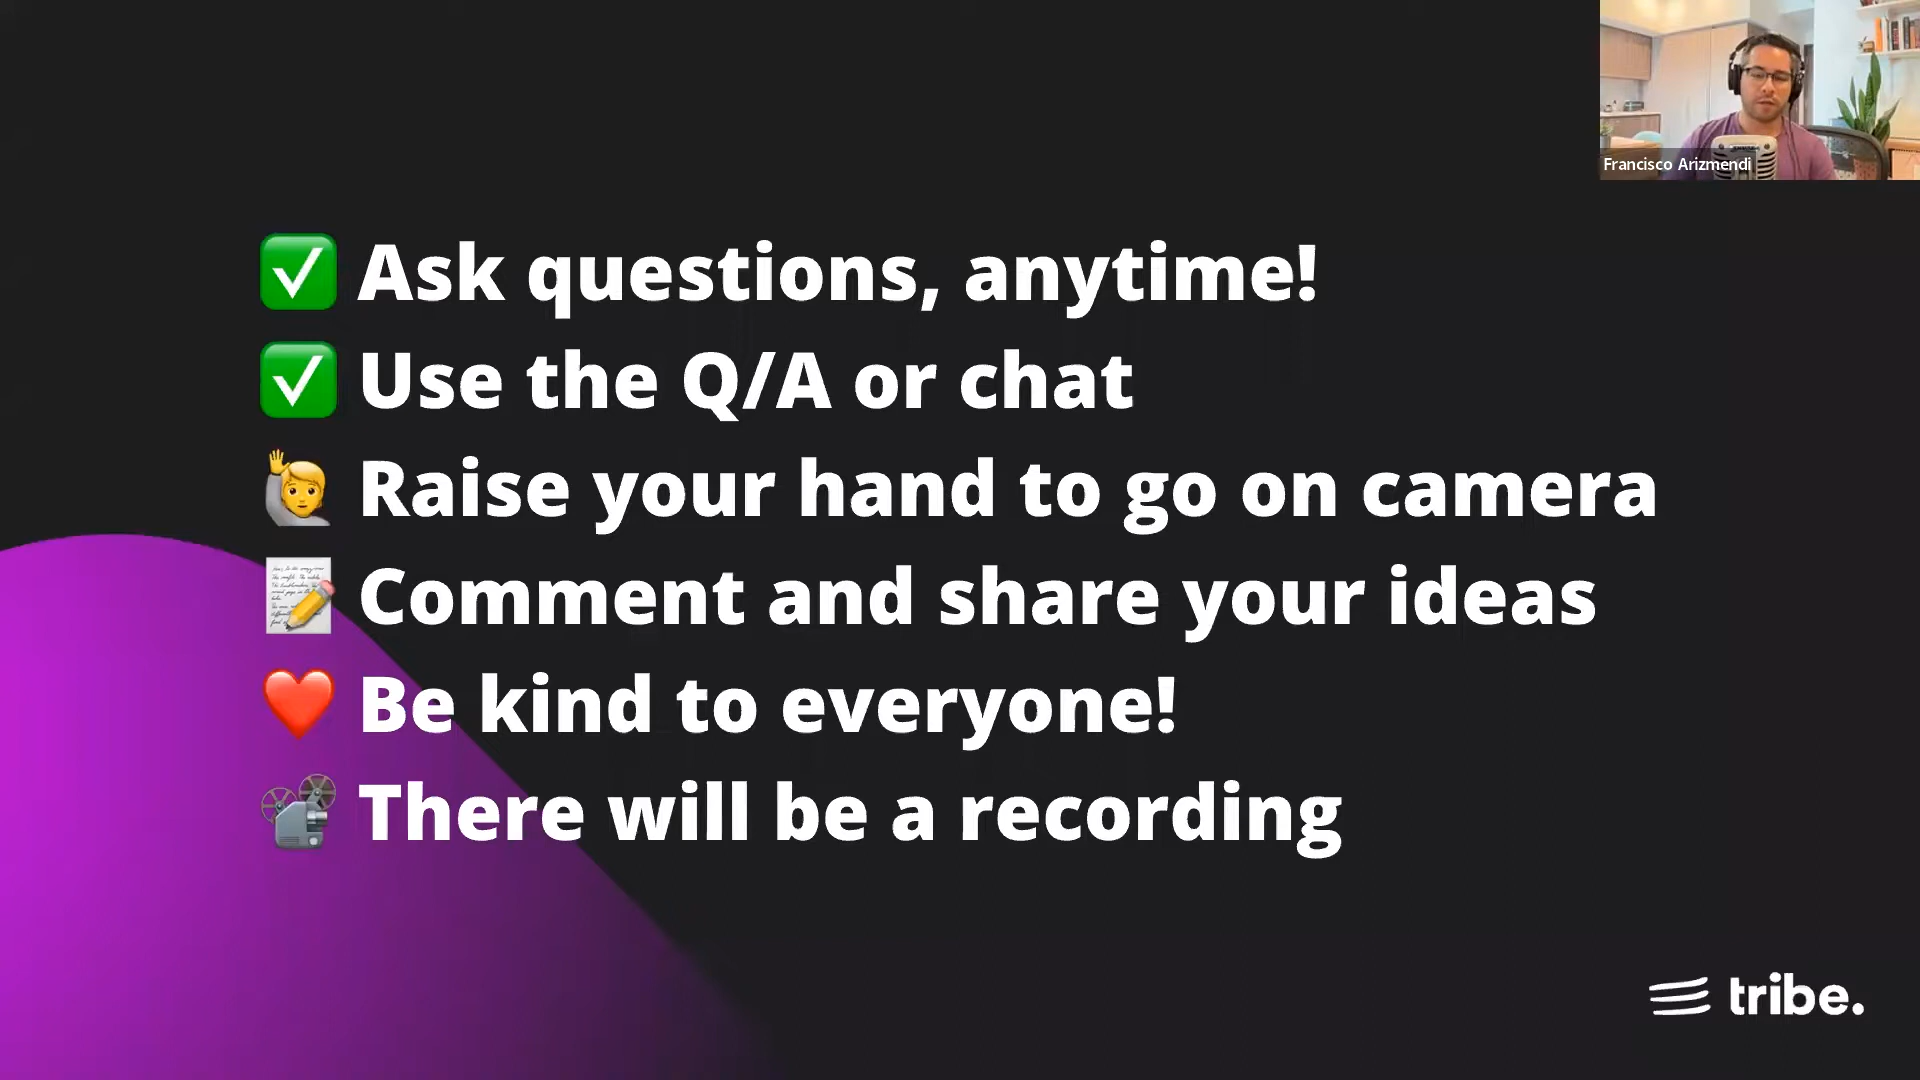 Francisco Arizmendi
✅ Ask questions, anytime!
✅ Use the Q/A or chat
🙋 Raise your hand to go on camera
📝 Comment and share your ideas
❤️ Be kind to everyone!
📽️ There will be a recording
tribe.